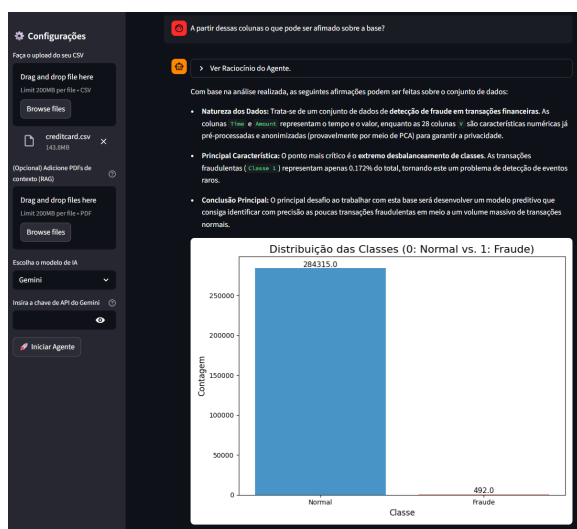 Configurações
Faça o upload do seu CSV
Drag and drop file here
Limit 200MB per file • CSV
Browse files
creditcard.csv
143.8MB
(Opcional) Adicione PDFs de
contexto (RAG)
Drag and drop files here
Limit 200MB per file • PDF
Browse files
Escolha o modelo de IA
Gemini
Insira a chave de API do Gemini
Iniciar Agente
A partir dessas colunas o que pode ser afimado sobre a base?
Ver Raciocínio do Agente.
Com base na análise realizada, as seguintes afirmações podem ser feitas sobre o conjunto de dados:
• Natureza dos Dados: Trata-se de um conjunto de dados de detecção de fraude em transações financeiras. As
colunas Time e Amount representam o tempo e o valor, enquanto as 28 colunas V são características numéricas já
pré-processadas e anonimizadas (provavelmente por meio de PCA) para garantir a privacidade.
• Principal Característica: O ponto mais crítico é o extremo desbalanceamento de classes. As transações
fraudulentas ( Classe 1 ) representam apenas 0.172% do total, tornando este um problema de detecção de eventos
raros.
• Conclusão Principal: O principal desafio ao trabalhar com esta base será desenvolver um modelo preditivo que
consiga identificar com precisão as poucas transações fraudulentas em meio a um volume massivo de transações
normais.
Distribuição das Classes (0: Normal vs. 1: Fraude)
284315.0
250000
200000
150000
100000
50000
0
Contagem
492.0
Normal
Fraude
Classe